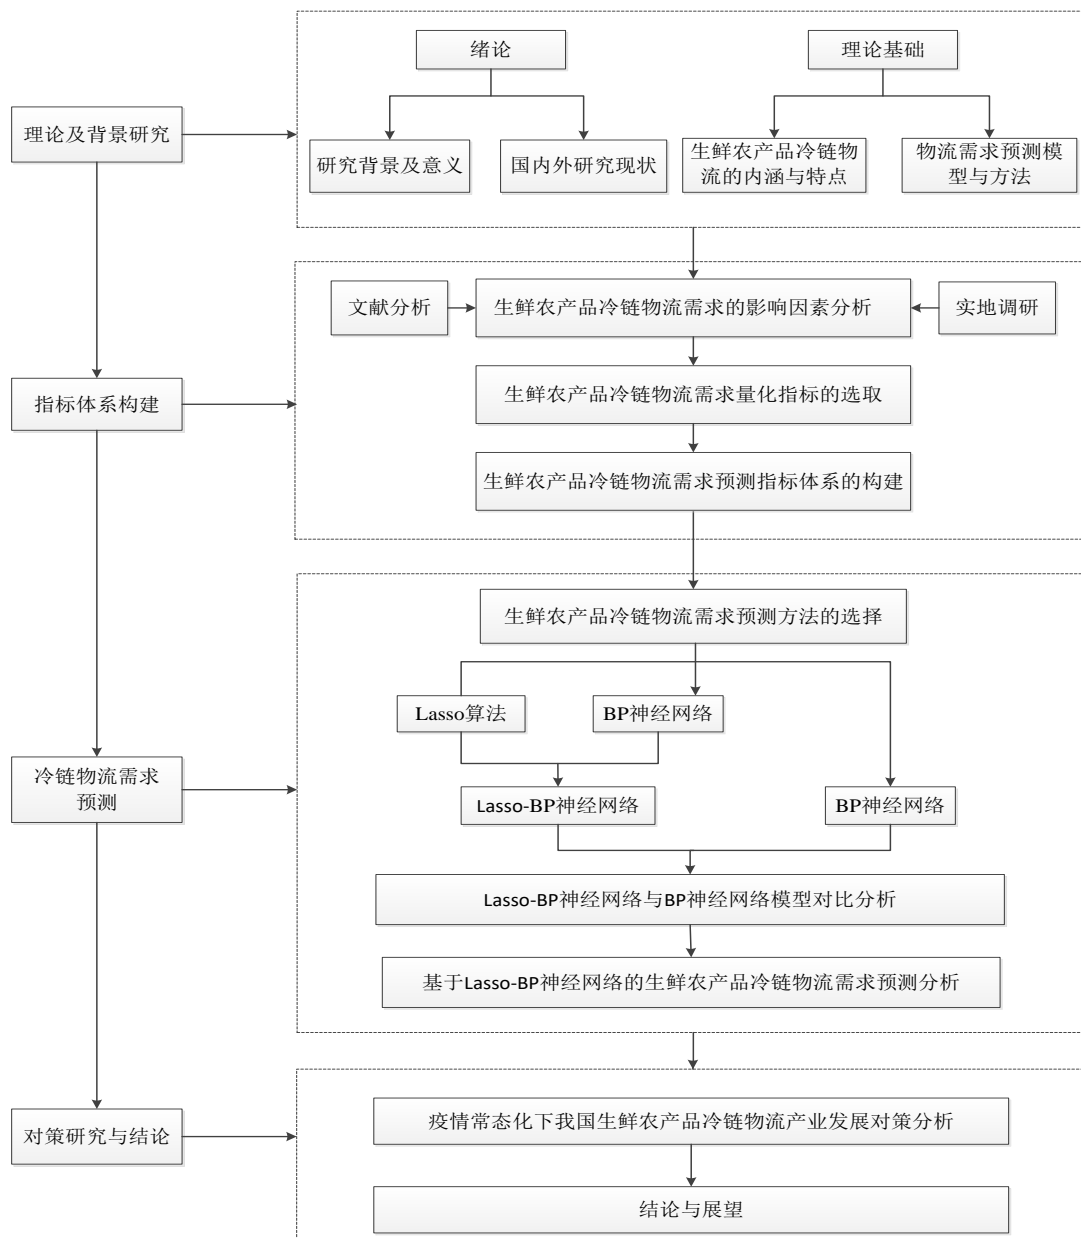 绪论
理论基础
理论及背景研究
研究背景及意义
国内外研究现状
生鲜农产品冷链物
流的内涵与特点
物流需求预测模
型与方法
文献分析
生鲜农产品冷链物流需求的影响因素分析
实地调研
指标体系构建
生鲜农产品冷链物流需求量化指标的选取
生鲜农产品冷链物流需求预测指标体系的构建
生鲜农产品冷链物流需求预测方法的选择
Lasso算法
BP神经网络
冷链物流需求
预测
Lasso-BP神经网络
BP神经网络
Lasso-BP神经网络与BP神经网络模型对比分析
基于Lasso-BP神经网络的生鲜农产品冷链物流需求预测分析
对策研究与结论
疫情常态化下我国生鲜农产品冷链物流产业发展对策分析
结论与展望